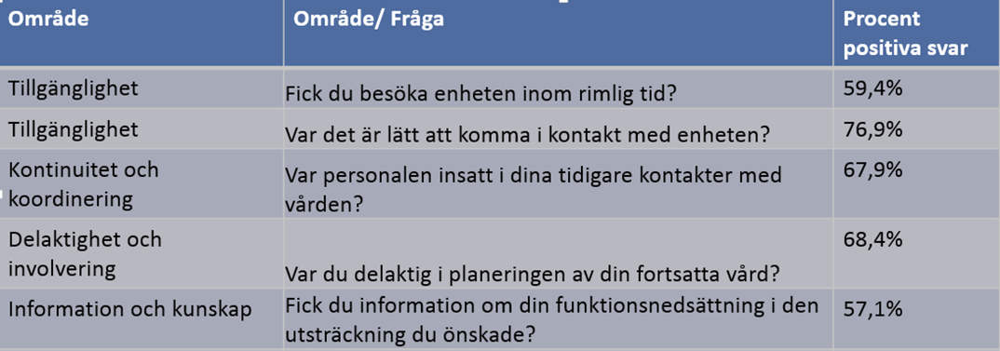 Område
Område/ Fråga
Procent
positiva svar
Tillgänglighet
Fick du besöka enheten inom rimlig tid?
59,4%
Tillgänglighet
Var det är lätt att komma i kontakt med enheten?
76,9%
Kontinuitet och
koordinering
Var personalen insatt i dina tidigare kontakter med
vården?
67,9%
Delaktighet och
involvering
Var du delaktig i planeringen av din fortsatta vård?
68,4%
Information och kunskap
Fick du information om din funktionsnedsättning i den
utsträckning du önskade?
57,1%